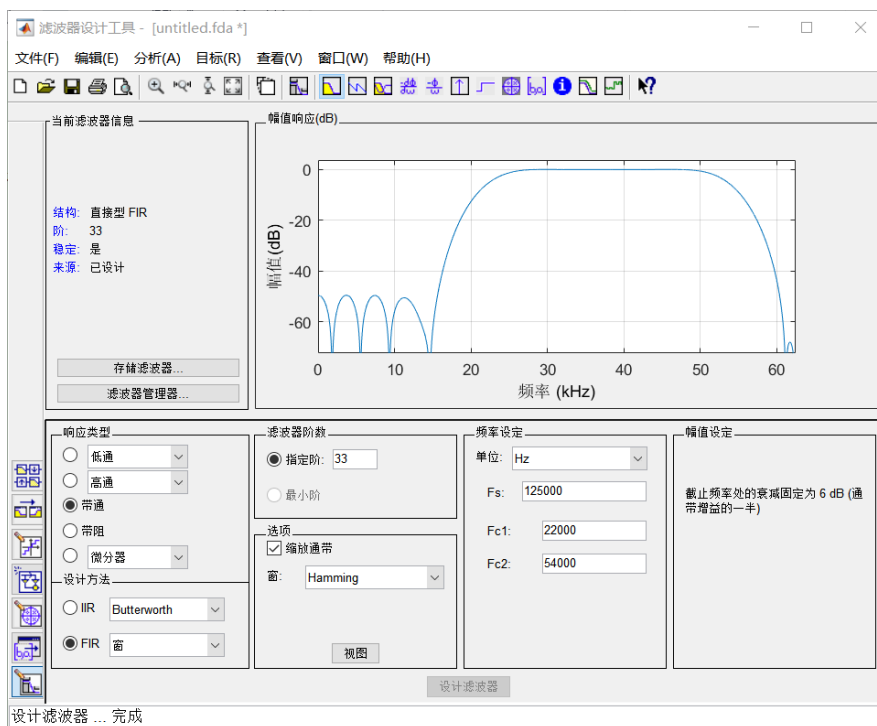 滤波器设计工具 - [untitled.fda *]
文件(F) 编辑(E) 分析(A) 目标(R) 查看(V) 窗口(W) 帮助(H)
当前滤波器信息
结构: 直接型 FIR
阶: 33
稳定: 是
来源: 已设计
存储滤波器...
滤波器管理器...
幅值响应(dB)
幅值 (dB)
0
-20
-40
-60
0 10 20 30 40 50 60
频率 (kHz)
响应类型
低通
高通
带通
带阻
微分器
设计方法
IIR Butterworth
FIR 窗
滤波器阶数
指定阶: 33
最小阶
选项
缩放通带
窗: Hamming
视图
频率设定
单位: Hz
Fs: 125000
Fc1: 22000
Fc2: 54000
幅值设定
截止频率处的衰减固定为 6 dB (通
带增益的一半)
设计滤波器
设计滤波器 ... 完成